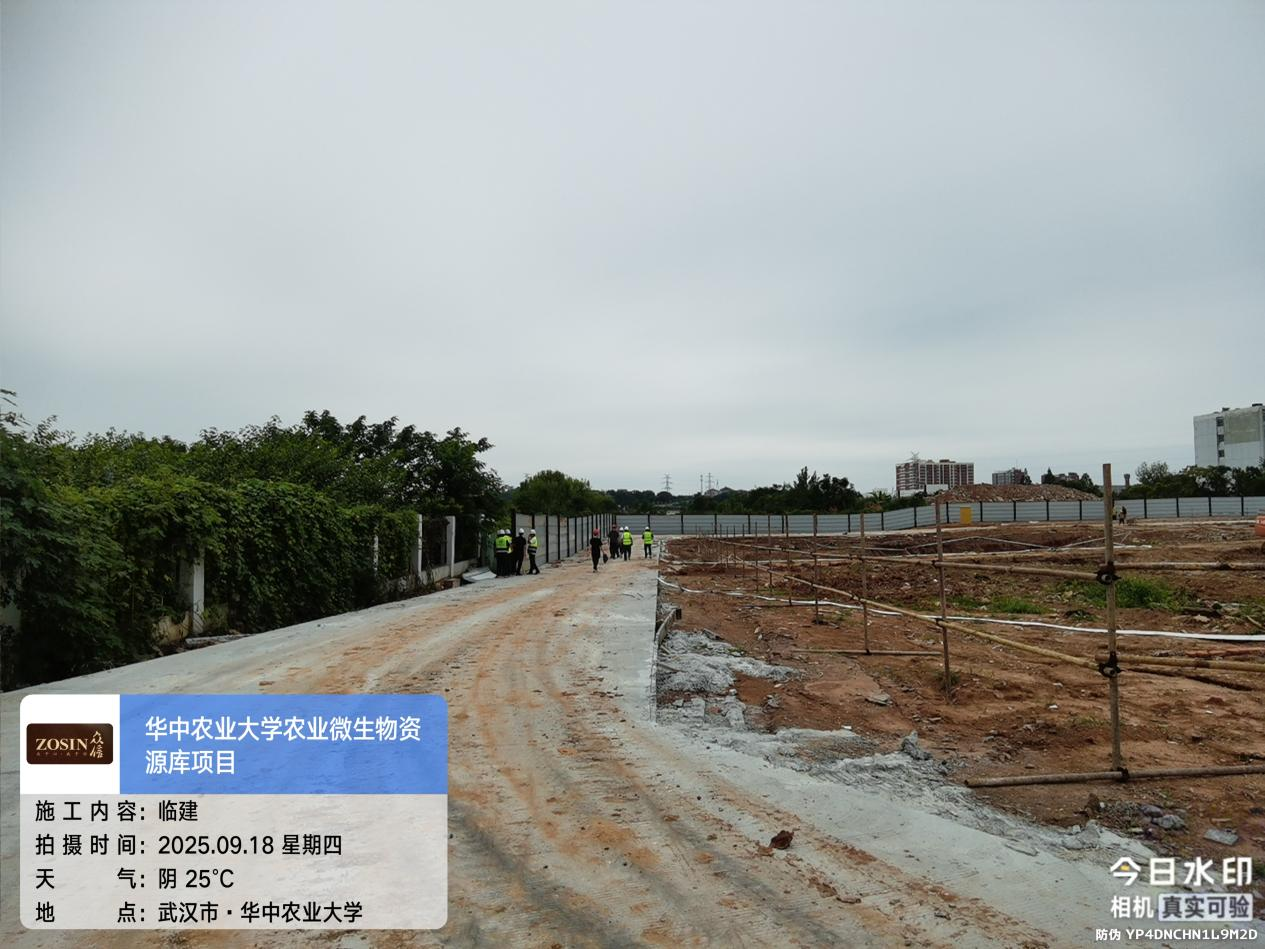 ZOSIN 众信
华中农业大学农业微生物资
源库项目
施工内容：临建
拍摄时间：2025.09.18 星期四
天气：阴 25℃
地点：武汉市·华中农业大学
今日水印
相机 真实可验
防伪 YP4DNCHN1L9M2D